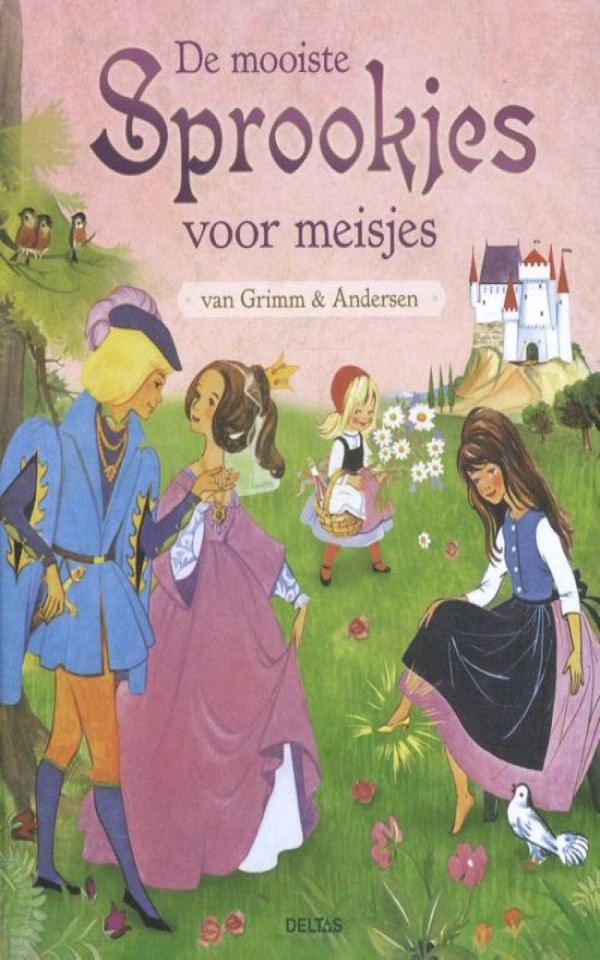 De mooiste
Sprookjes
voor meisjes
van Grimm & Andersen
DELTAS